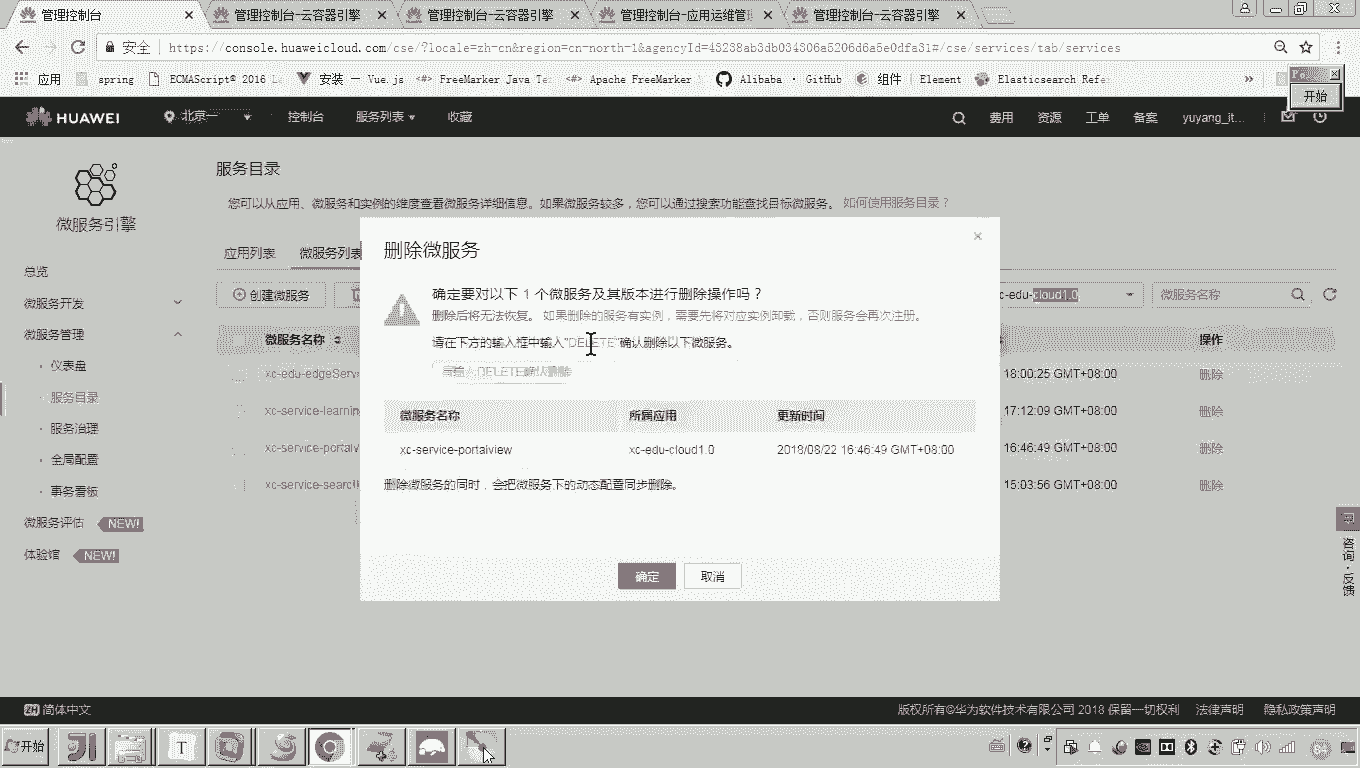 管理控制台
管理控制台-云容器引擎
管理控制台-云容器引擎
管理控制台-应用运维管理
管理控制台-云容器引擎
安全
https://console.huaweicloud.com/cse/?locale=zh-cn&region=cn-north-1&agencyId=43238ab3db034306a5206d6a5e0dfa31#/cse/services/tab/services
应用
spring
ECMAScript® 2016 La
安装 — Vue.js
FreeMarker Java Te
Apache FreeMarker
Alibaba · GitHub
组件 | Element
Elasticsearch Refe
»
开始
HUAWEI
北京一
控制台
服务列表
收藏
费用
资源
工单
备案
yuyang_it...
微服务引擎
总览
微服务开发
微服务管理
仪表盘
服务目录
服务治理
全局配置
事务看板
微服务评估 NEW!
体验馆 NEW!
服务目录
您可以从应用、微服务和实例的维度查看微服务详细信息。如果微服务较多，您可以通过搜索功能查找目标微服务。 如何使用服务目录？
应用列表
微服务列表
创建微服务
c-edu-cloud1.0
微服务名称
微服务名称
操作
xc-edu-edgeServ
18:00:25 GMT+08:00
删除
xc-service-learnin
17:12:09 GMT+08:00
删除
xc-service-portalv
16:46:49 GMT+08:00
删除
xc-service-search
15:03:56 GMT+08:00
删除
删除微服务
×
确定要对以下 1 个微服务及其版本进行删除操作吗？
删除后将无法恢复。 如果删除的服务有实例，需要先将对应实例卸载，否则服务会再次注册。
请在下方的输入框中输入"DELETE"确认删除以下微服务。
请输入DELETE确认删除
微服务名称
所属应用
更新时间
xc-service-portalview
xc-edu-cloud1.0
2018/08/22 16:46:49 GMT+08:00
删除微服务的同时，会把微服务下的动态配置同步删除。
确定
取消
咨询·反馈
ZH 简体中文
版权所有©华为软件技术有限公司 2018 保留一切权利
法律声明
隐私政策声明
开始